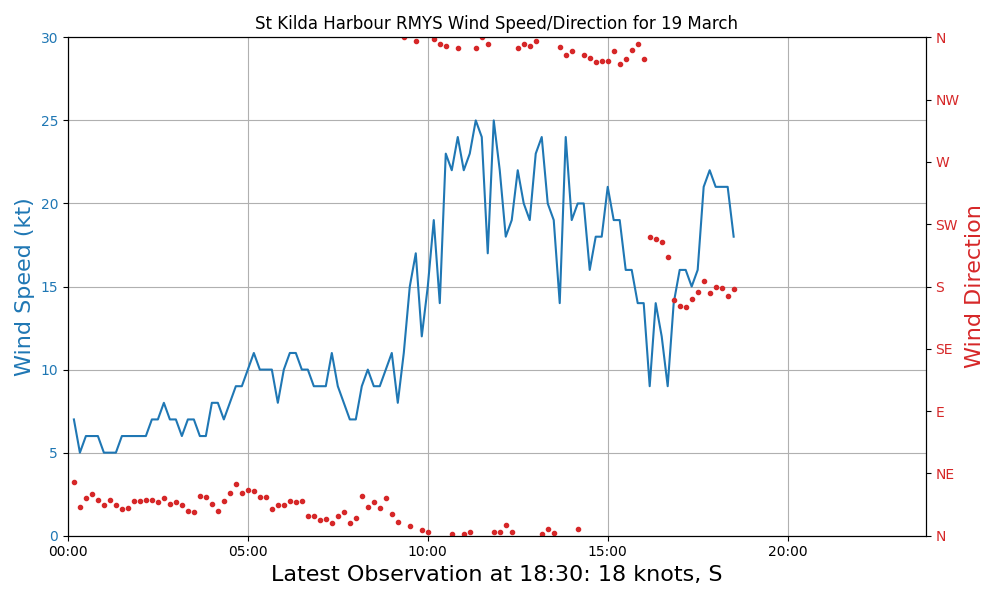 St Kilda Harbour RMYS Wind Speed/Direction for 19 March
30
25
20
15
10
5
0
Wind Speed (kt)
N
NW
W
SW
S
SE
E
NE
N
Wind Direction
00:00
05:00
10:00
15:00
20:00
Latest Observation at 18:30: 18 knots, S